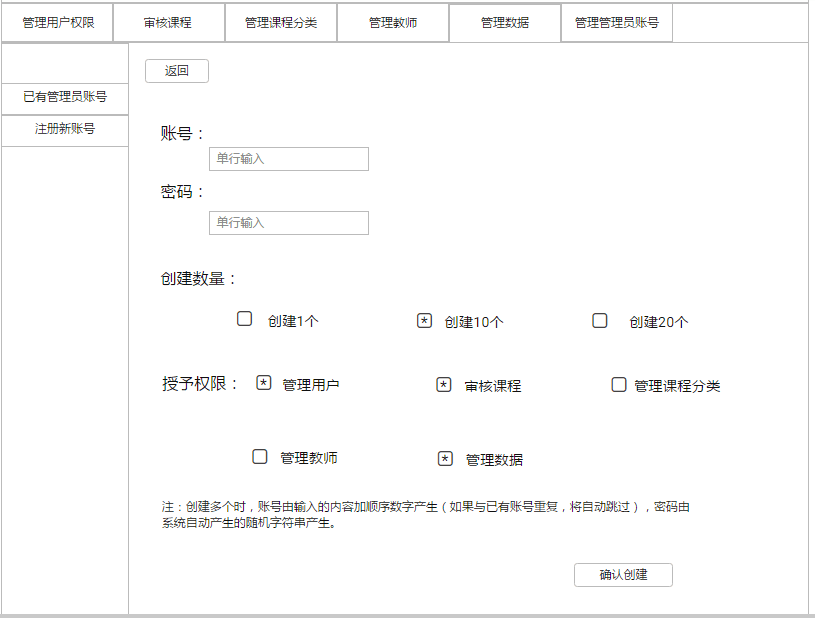 管理用户权限 审核课程 管理课程分类 管理教师 管理数据 管理管理员账号
返回
已有管理员账号
注册新账号
账号：
单行输入
密码：
单行输入
创建数量：
创建1个 * 创建10个 创建20个
授予权限： * 管理用户 * 审核课程 管理课程分类
管理教师 * 管理数据
注：创建多个时，账号由输入的内容加顺序数字产生（如果与已有账号重复，将自动跳过），密码由
系统自动产生的随机字符串产生。
确认创建